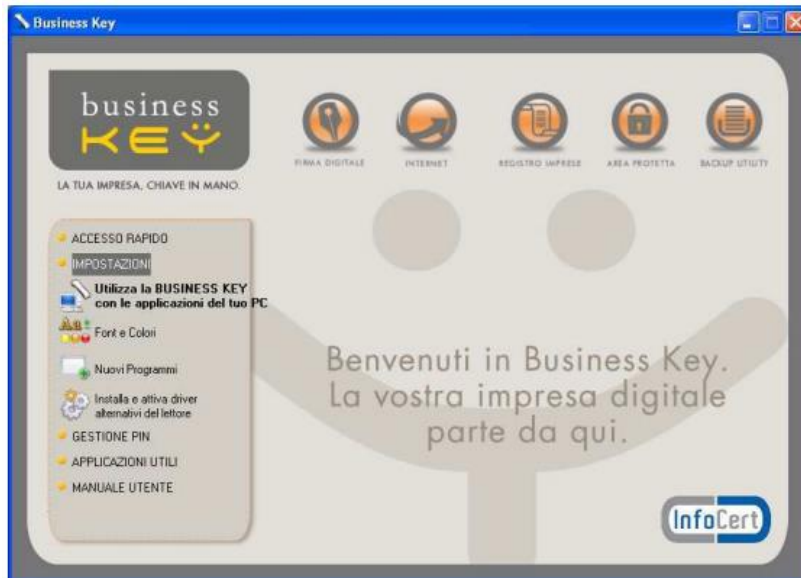 Business Key
business
KEY
LA TUA IMPRESA, CHIAVE IN MANO.
FIRMA DIGITALE
INTERNET
REGISTRO IMPRESE
AREA PROTETTA
BACKUP UTILITY
ACCESSO RAPIDO
IMPOSTAZIONI
Utilizza la BUSINESS KEY
con le applicazioni del tuo PC
Font e Colori
Nuovi Programmi
Installa e attiva driver
alternativi del lettore
GESTIONE PIN
APPLICAZIONI UTILI
MANUALE UTENTE
Benvenuti in Business Key.
La vostra impresa digitale
parte da qui.
InfoCert